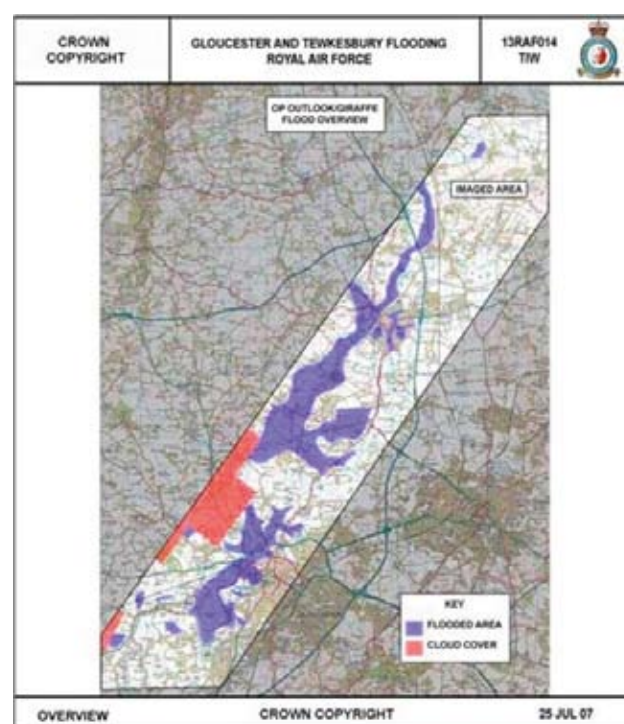 CROWN
COPYRIGHT
GLOUCESTER AND TEWKESBURY FLOODING
ROYAL AIR FORCE
13RAF014
TIW
OP OUTLOOK/GIRAFFE
FLOOD OVERVIEW
IMAGED AREA
KEY
FLOODED AREA
CLOUD COVER
OVERVIEW
CROWN COPYRIGHT
25 JUL 07